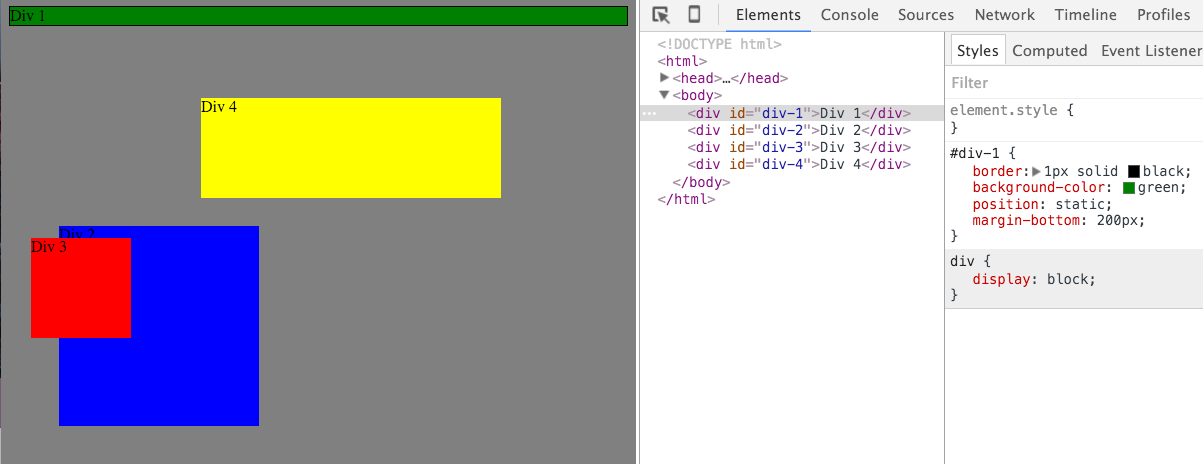 Div 1
Div 4
Div 2
Div 3
Elements Console Sources Network Timeline Profiles
<!DOCTYPE html>
<html>
<head>…</head>
<body>
<div id="div-1">Div 1</div>
<div id="div-2">Div 2</div>
<div id="div-3">Div 3</div>
<div id="div-4">Div 4</div>
</body>
</html>
Styles Computed Event Listener
Filter
element.style {
}
#div-1 {
border: 1px solid black;
background-color: green;
position: static;
margin-bottom: 200px;
}
div {
display: block;
}